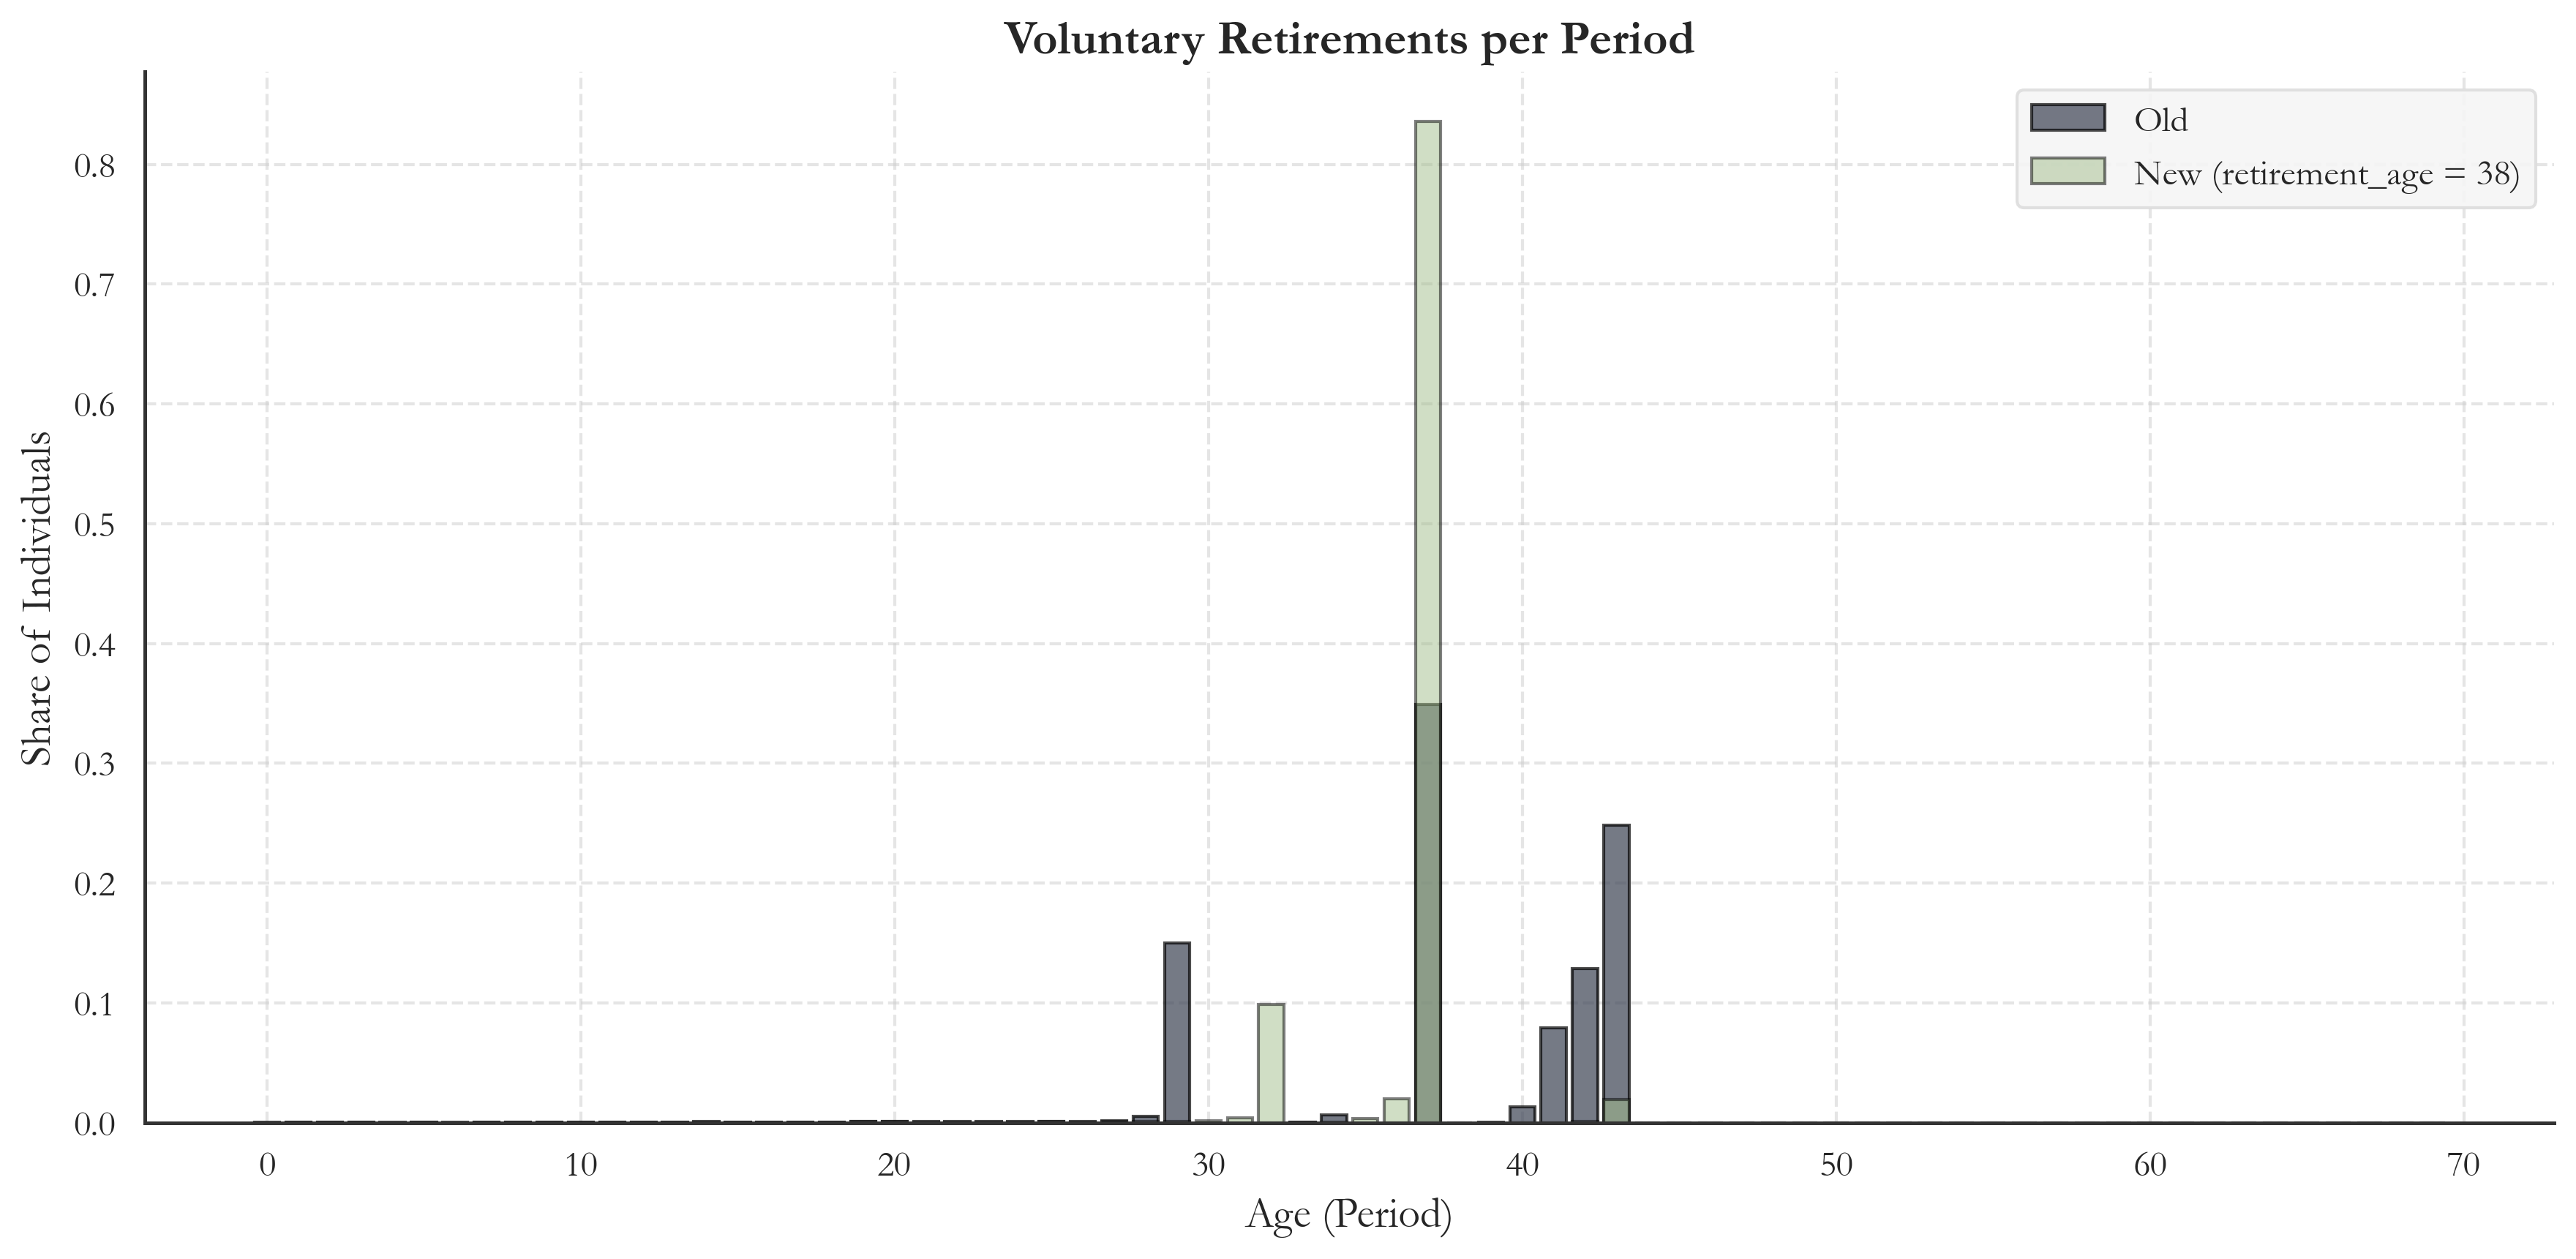 Voluntary Retirements per Period
Old
New (retirement_age = 38)
Share of Individuals
0.8
0.7
0.6
0.5
0.4
0.3
0.2
0.1
0.0
0 10 20 30 40 50 60 70
Age (Period)